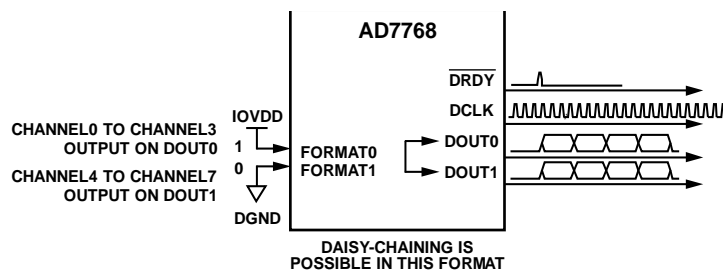 AD7768
DRDY
IOVDD
DCLK
CHANNEL0 TO CHANNEL3
OUTPUT ON DOUT0
1
FORMAT0
DOUT0
0
FORMAT1
CHANNEL4 TO CHANNEL7
OUTPUT ON DOUT1
DOUT1
DGND
DAISY-CHAINING IS
POSSIBLE IN THIS FORMAT